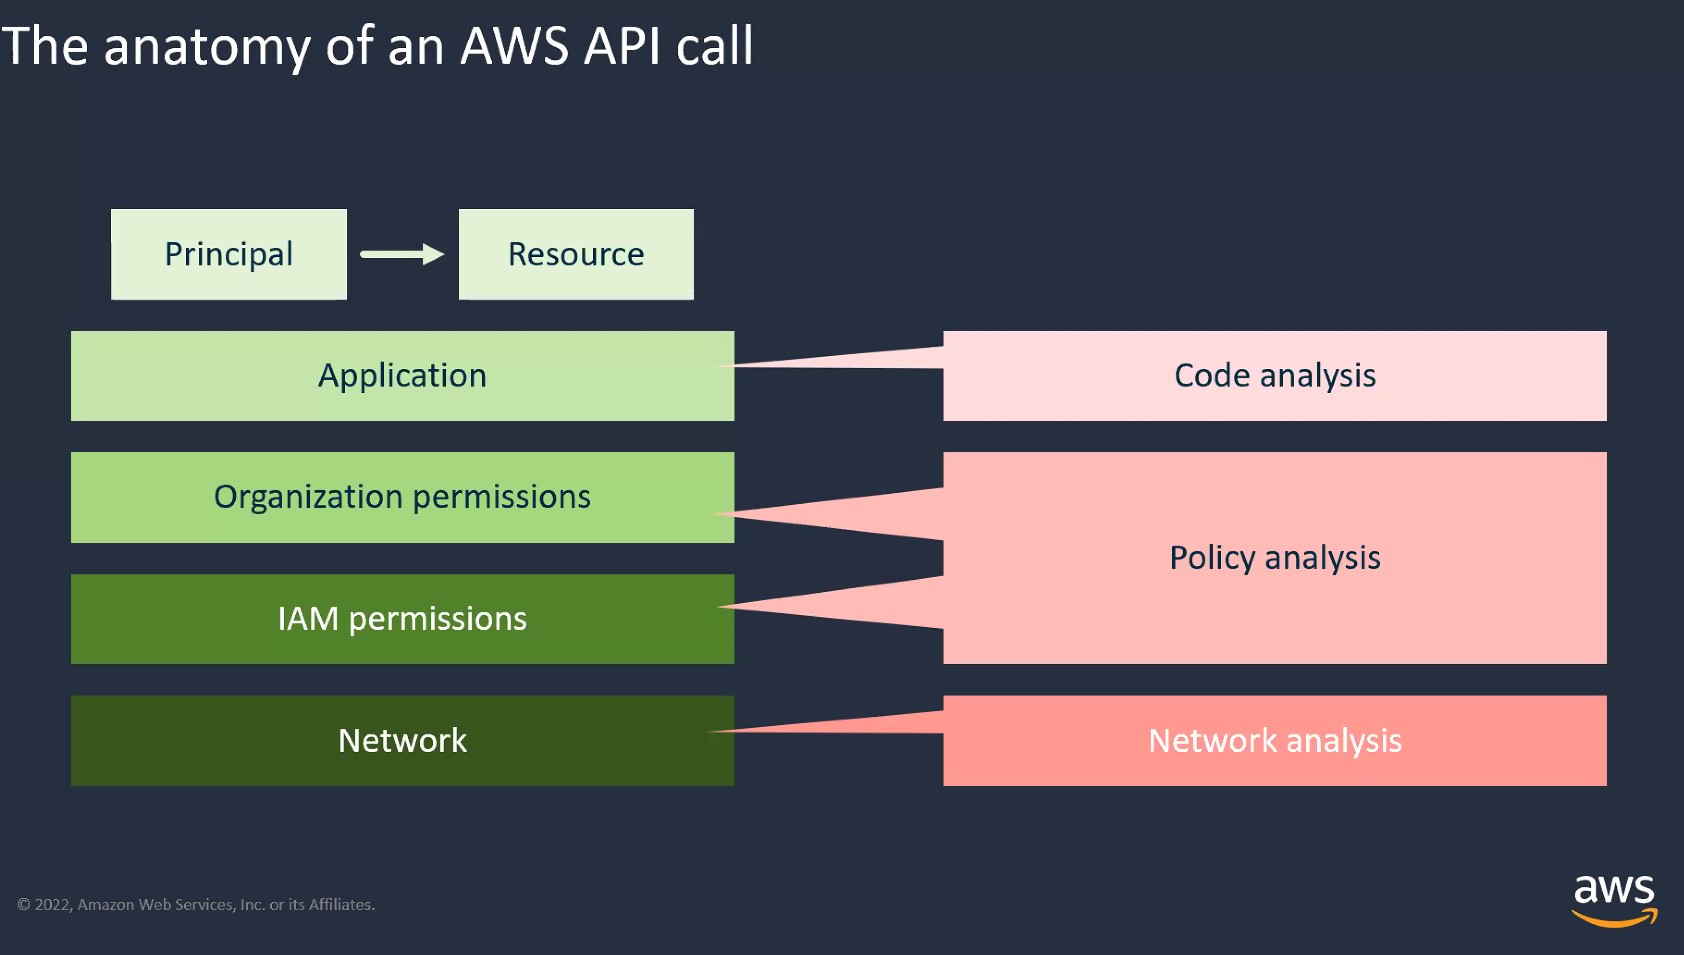 The anatomy of an AWS API call
Principal
Resource
Application
Code analysis
Organization permissions
Policy analysis
IAM permissions
Network
Network analysis
© 2022, Amazon Web Services, Inc. or its Affiliates.
aws